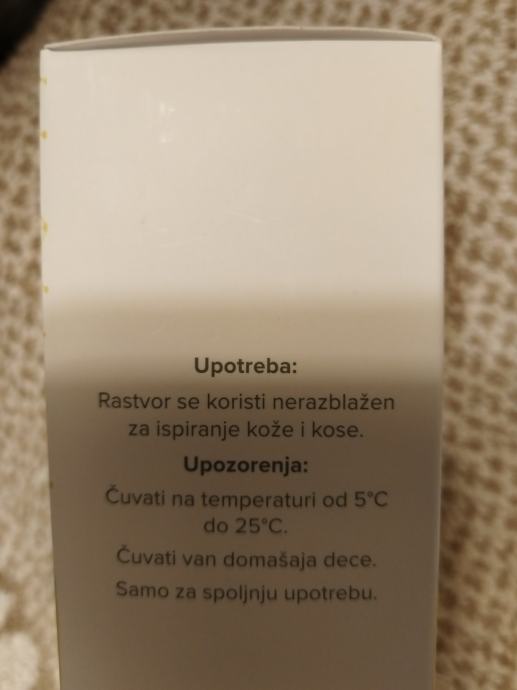 Upotreba:
Rastvor se koristi nerazblažen
za ispiranje kože i kose.
Upozorenja:
Čuvati na temperaturi od 5°C
do 25°C.
Čuvati van domašaja dece.
Samo za spoljnju upotrebu.